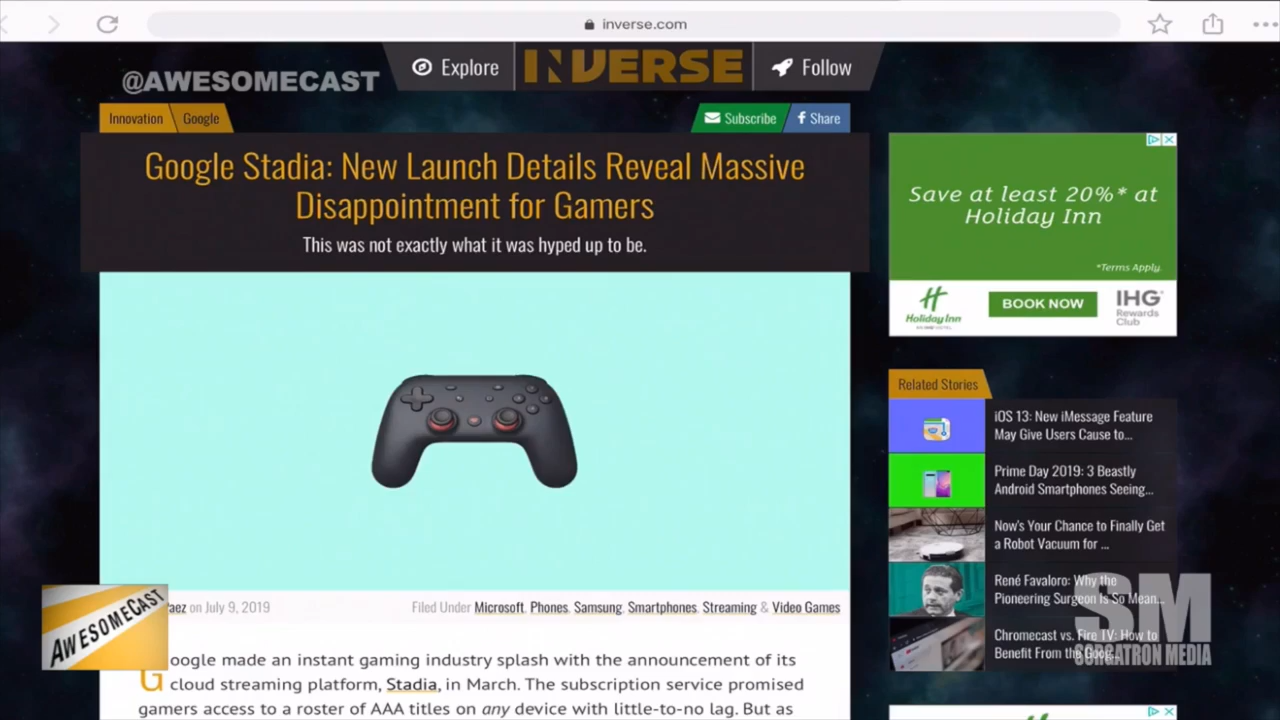 inverse.com
@AWESOMECAST
Explore
INVERSE
Follow
Innovation
Google
Subscribe
Share
Google Stadia: New Launch Details Reveal Massive
Disappointment for Gamers
This was not exactly what it was hyped up to be.
Save at least 20%* at
Holiday Inn
*Terms Apply.
Holiday Inn
BOOK NOW
IHG
Rewards
Club
Related Stories
iOS 13: New iMessage Feature
May Give Users Cause to...
Prime Day 2019: 3 Beastly
Android Smartphones Seeing...
Now's Your Chance to Finally Get
a Robot Vacuum for ...
René Favaloro: Why the
Pioneering Surgeon Is So Mean...
Chromecast vs. Fire TV: How to
Benefit From the Goog...
SM
SORGATRON MEDIA
AWESOMECAST
raez on July 9, 2019
Filed Under Microsoft, Phones, Samsung, Smartphones, Streaming & Video Games
Google made an instant gaming industry splash with the announcement of its
cloud streaming platform, Stadia, in March. The subscription service promised
gamers access to a roster of AAA titles on any device with little-to-no lag. But as